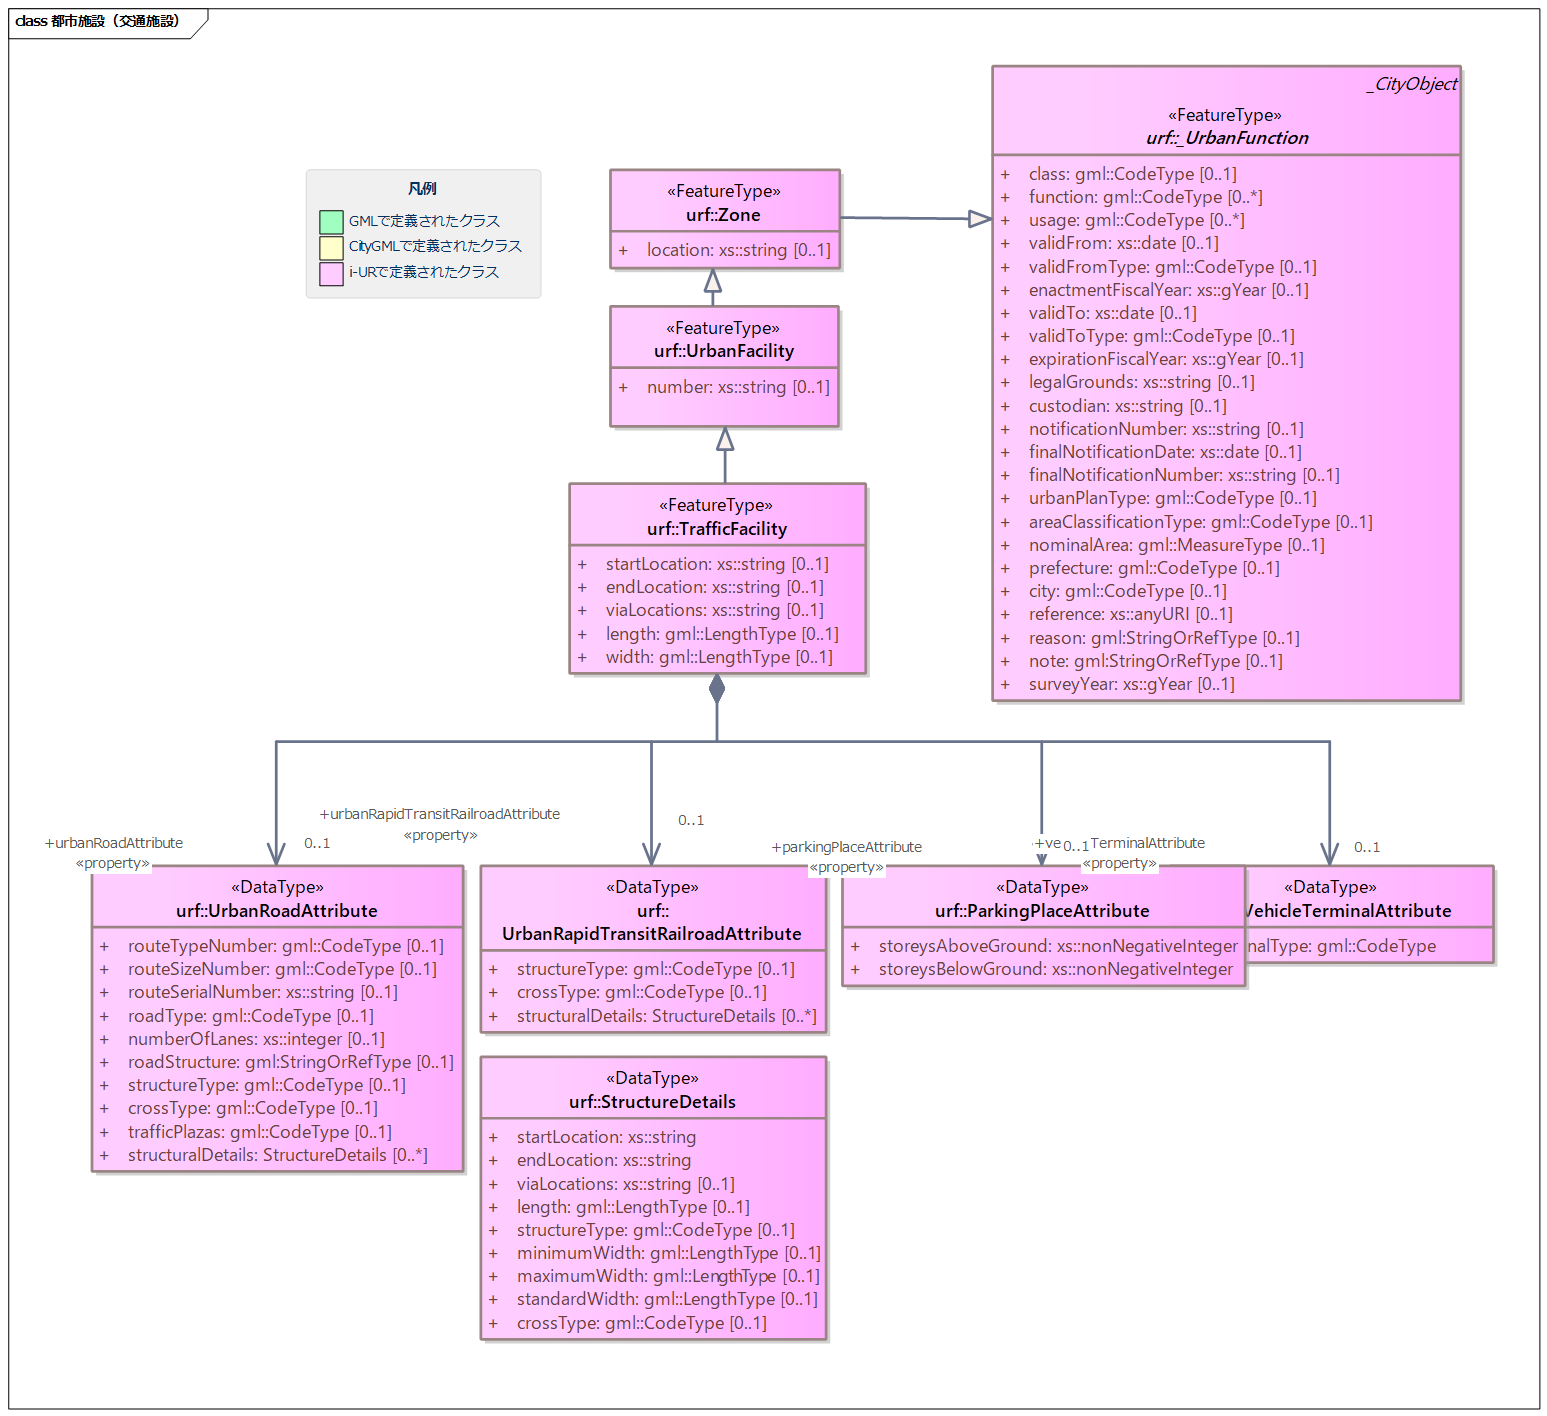 class 都市施設（交通施設）
_CityObject
«FeatureType»
urf::_UrbanFunction
+ class: gml::CodeType [0..1]
+ function: gml::CodeType [0..*]
+ usage: gml::CodeType [0..*]
+ validFrom: xs::date [0..1]
+ validFromType: gml::CodeType [0..1]
+ enactmentFiscalYear: xs::gYear [0..1]
+ validTo: xs::date [0..1]
+ validToType: gml::CodeType [0..1]
+ expirationFiscalYear: xs::gYear [0..1]
+ legalGrounds: xs::string [0..1]
+ custodian: xs::string [0..1]
+ notificationNumber: xs::string [0..1]
+ finalNotificationDate: xs::date [0..1]
+ finalNotificationNumber: xs::string [0..1]
+ urbanPlanType: gml::CodeType [0..1]
+ areaClassificationType: gml::CodeType [0..1]
+ nominalArea: gml::MeasureType [0..1]
+ prefecture: gml::CodeType [0..1]
+ city: gml::CodeType [0..1]
+ reference: xs::anyURI [0..1]
+ reason: gml:StringOrRefType [0..1]
+ note: gml:StringOrRefType [0..1]
+ surveyYear: xs::gYear [0..1]
凡例
GMLで定義されたクラス
CityGMLで定義されたクラス
i-URで定義されたクラス
«FeatureType»
urf::Zone
+ location: xs::string [0..1]
«FeatureType»
urf::UrbanFacility
+ number: xs::string [0..1]
«FeatureType»
urf::TrafficFacility
+ startLocation: xs::string [0..1]
+ endLocation: xs::string [0..1]
+ viaLocations: xs::string [0..1]
+ length: gml::LengthType [0..1]
+ width: gml::LengthType [0..1]
+urbanRoadAttribute
«property»
0..1
+urbanRapidTransitRailroadAttribute
«property»
0..1
+parkingPlaceAttribute
«property»
0..1
+ve TerminalAttribute
«property»
0..1
«DataType»
urf::UrbanRoadAttribute
+ routeTypeNumber: gml::CodeType [0..1]
+ routeSizeNumber: gml::CodeType [0..1]
+ routeSerialNumber: xs::string [0..1]
+ roadType: gml::CodeType [0..1]
+ numberOfLanes: xs::integer [0..1]
+ roadStructure: gml:StringOrRefType [0..1]
+ structureType: gml::CodeType [0..1]
+ crossType: gml::CodeType [0..1]
+ trafficPlazas: gml::CodeType [0..1]
+ structuralDetails: StructureDetails [0..*]
«DataType»
urf::
UrbanRapidTransitRailroadAttribute
+ structureType: gml::CodeType [0..1]
+ crossType: gml::CodeType [0..1]
+ structuralDetails: StructureDetails [0..*]
«DataType»
urf::ParkingPlaceAttribute
+ storeysAboveGround: xs::nonNegativeInteger
+ storeysBelowGround: xs::nonNegativeInteger
«DataType»
VehicleTerminalAttribute
nalType: gml::CodeType
«DataType»
urf::StructureDetails
+ startLocation: xs::string
+ endLocation: xs::string
+ viaLocations: xs::string [0..1]
+ length: gml::LengthType [0..1]
+ structureType: gml::CodeType [0..1]
+ minimumWidth: gml::LengthType [0..1]
+ maximumWidth: gml::LengthType [0..1]
+ standardWidth: gml::LengthType [0..1]
+ crossType: gml::CodeType [0..1]